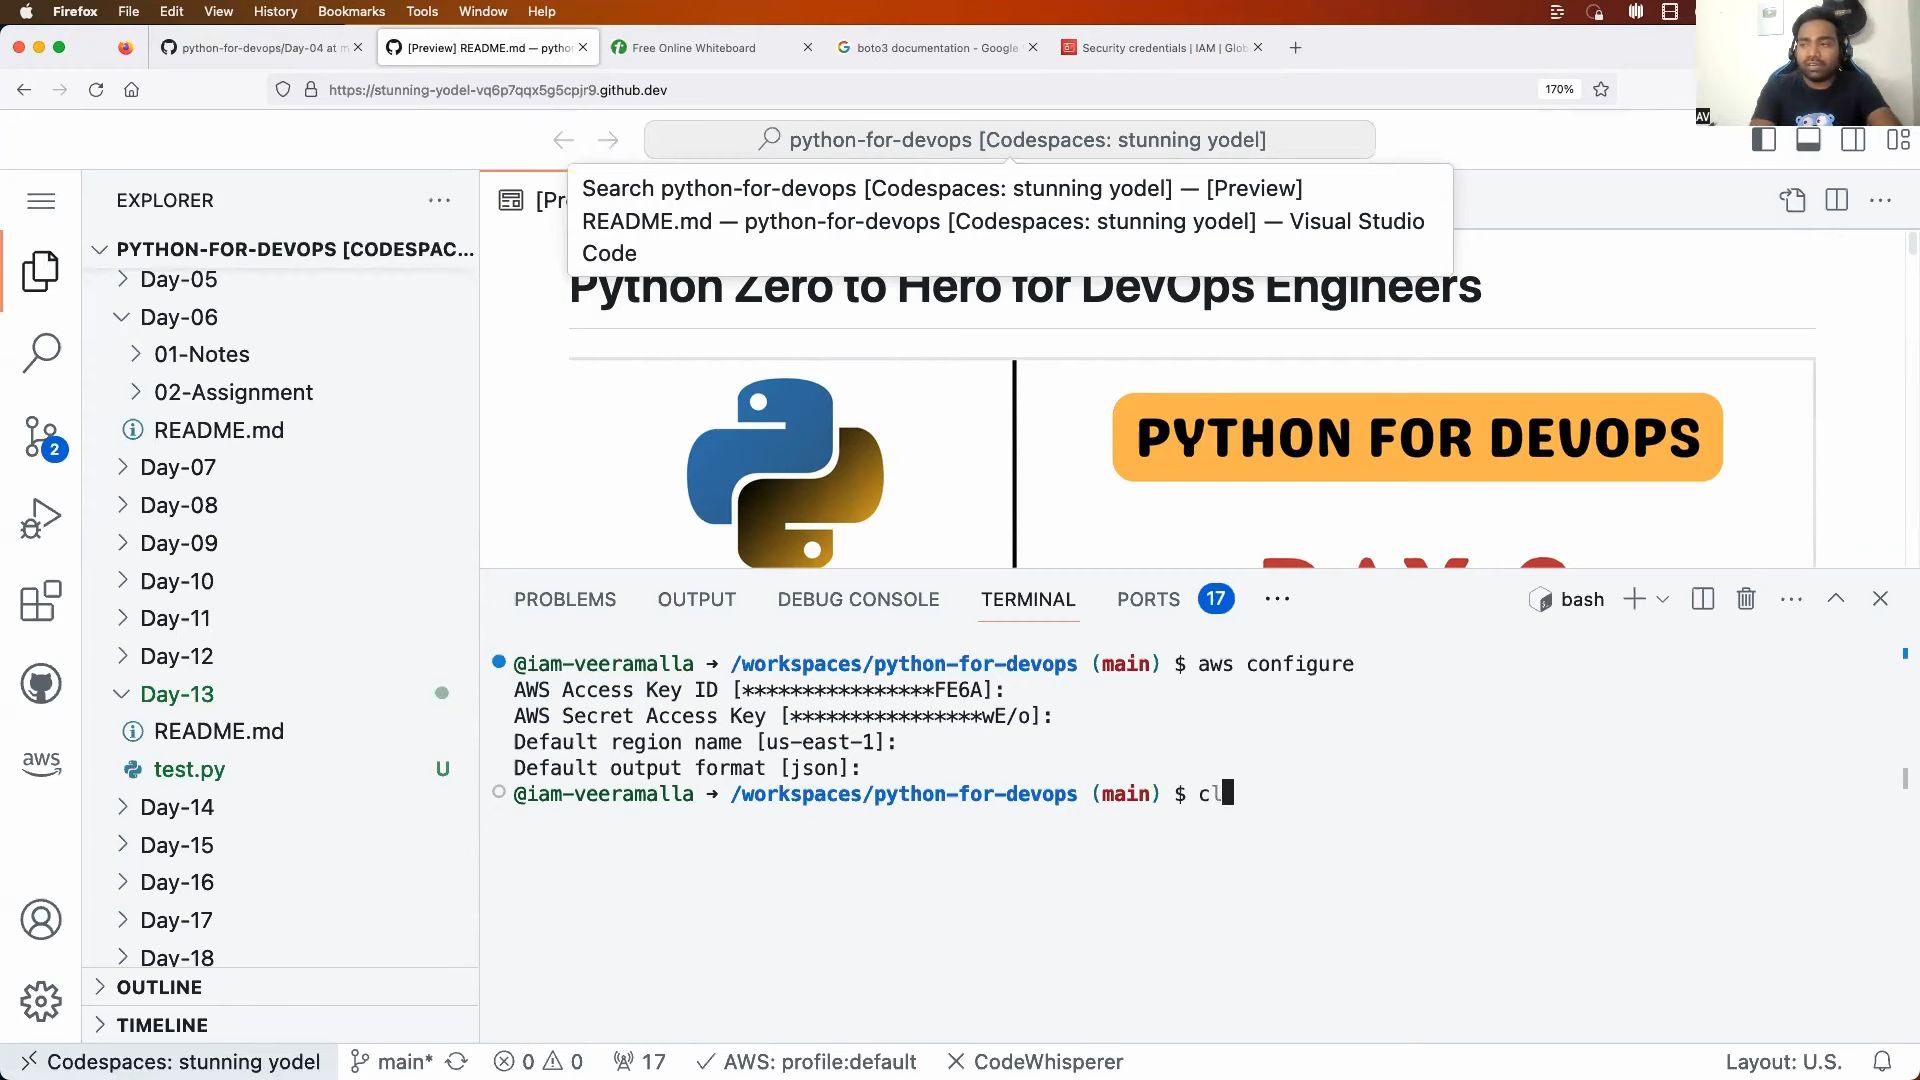 Firefox File Edit View History Bookmarks Tools Window Help
python-for-devops/Day-04 at m
[Preview] README.md — pytho
Free Online Whiteboard
boto3 documentation - Google
Security credentials | IAM | Glob
https://stunning-yodel-vq6p7qqx5g5cpjr9.github.dev
170%
AV
python-for-devops [Codespaces: stunning yodel]
Search python-for-devops [Codespaces: stunning yodel] — [Preview]
README.md — python-for-devops [Codespaces: stunning yodel] — Visual Studio
Code
EXPLORER
[Pr
PYTHON-FOR-DEVOPS [CODESPAC...
Day-05
Day-06
01-Notes
02-Assignment
README.md
Day-07
Day-08
Day-09
Day-10
Day-11
Day-12
Day-13
README.md
test.py U
Day-14
Day-15
Day-16
Day-17
Day-18
OUTLINE
TIMELINE
2
aws
Python Zero to Hero for DevOps Engineers
PYTHON FOR DEVOPS
PROBLEMS OUTPUT DEBUG CONSOLE TERMINAL PORTS 17
bash
@iam-veeramalla ➜ /workspaces/python-for-devops (main) $ aws configure
AWS Access Key ID [****************FE6A]:
AWS Secret Access Key [****************wE/o]:
Default region name [us-east-1]:
Default output format [json]:
@iam-veeramalla ➜ /workspaces/python-for-devops (main) $ cl
Codespaces: stunning yodel main* 0 0 17 AWS: profile:default CodeWhisperer Layout: U.S.